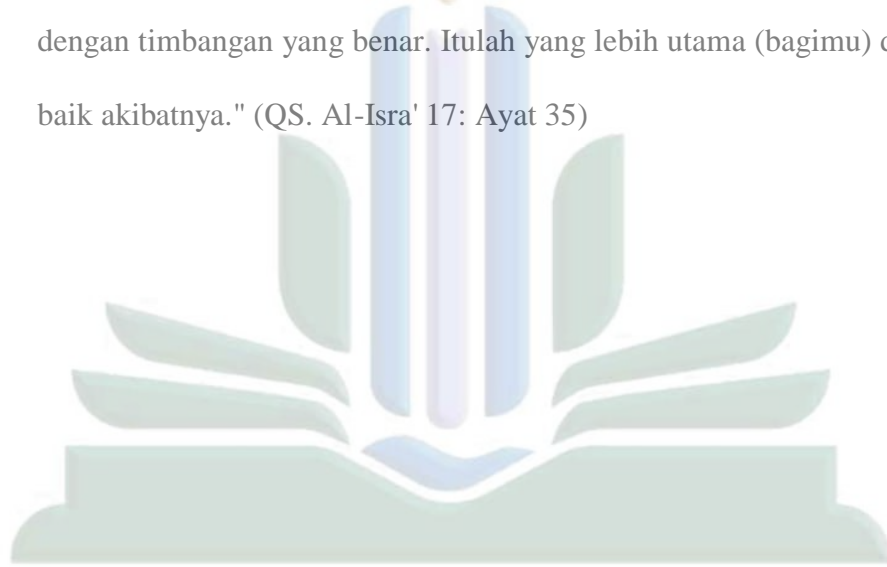 dengan timbangan yang benar. Itulah yang lebih utama (bagimu)
baik akibatnya." (QS. Al-Isra' 17: Ayat 35)